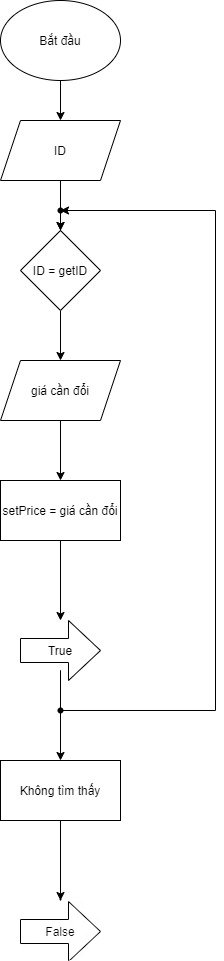 Bắt đầu
ID
ID = getID
giá cần đổi
setPrice = giá cần đổi
True
Không tìm thấy
False